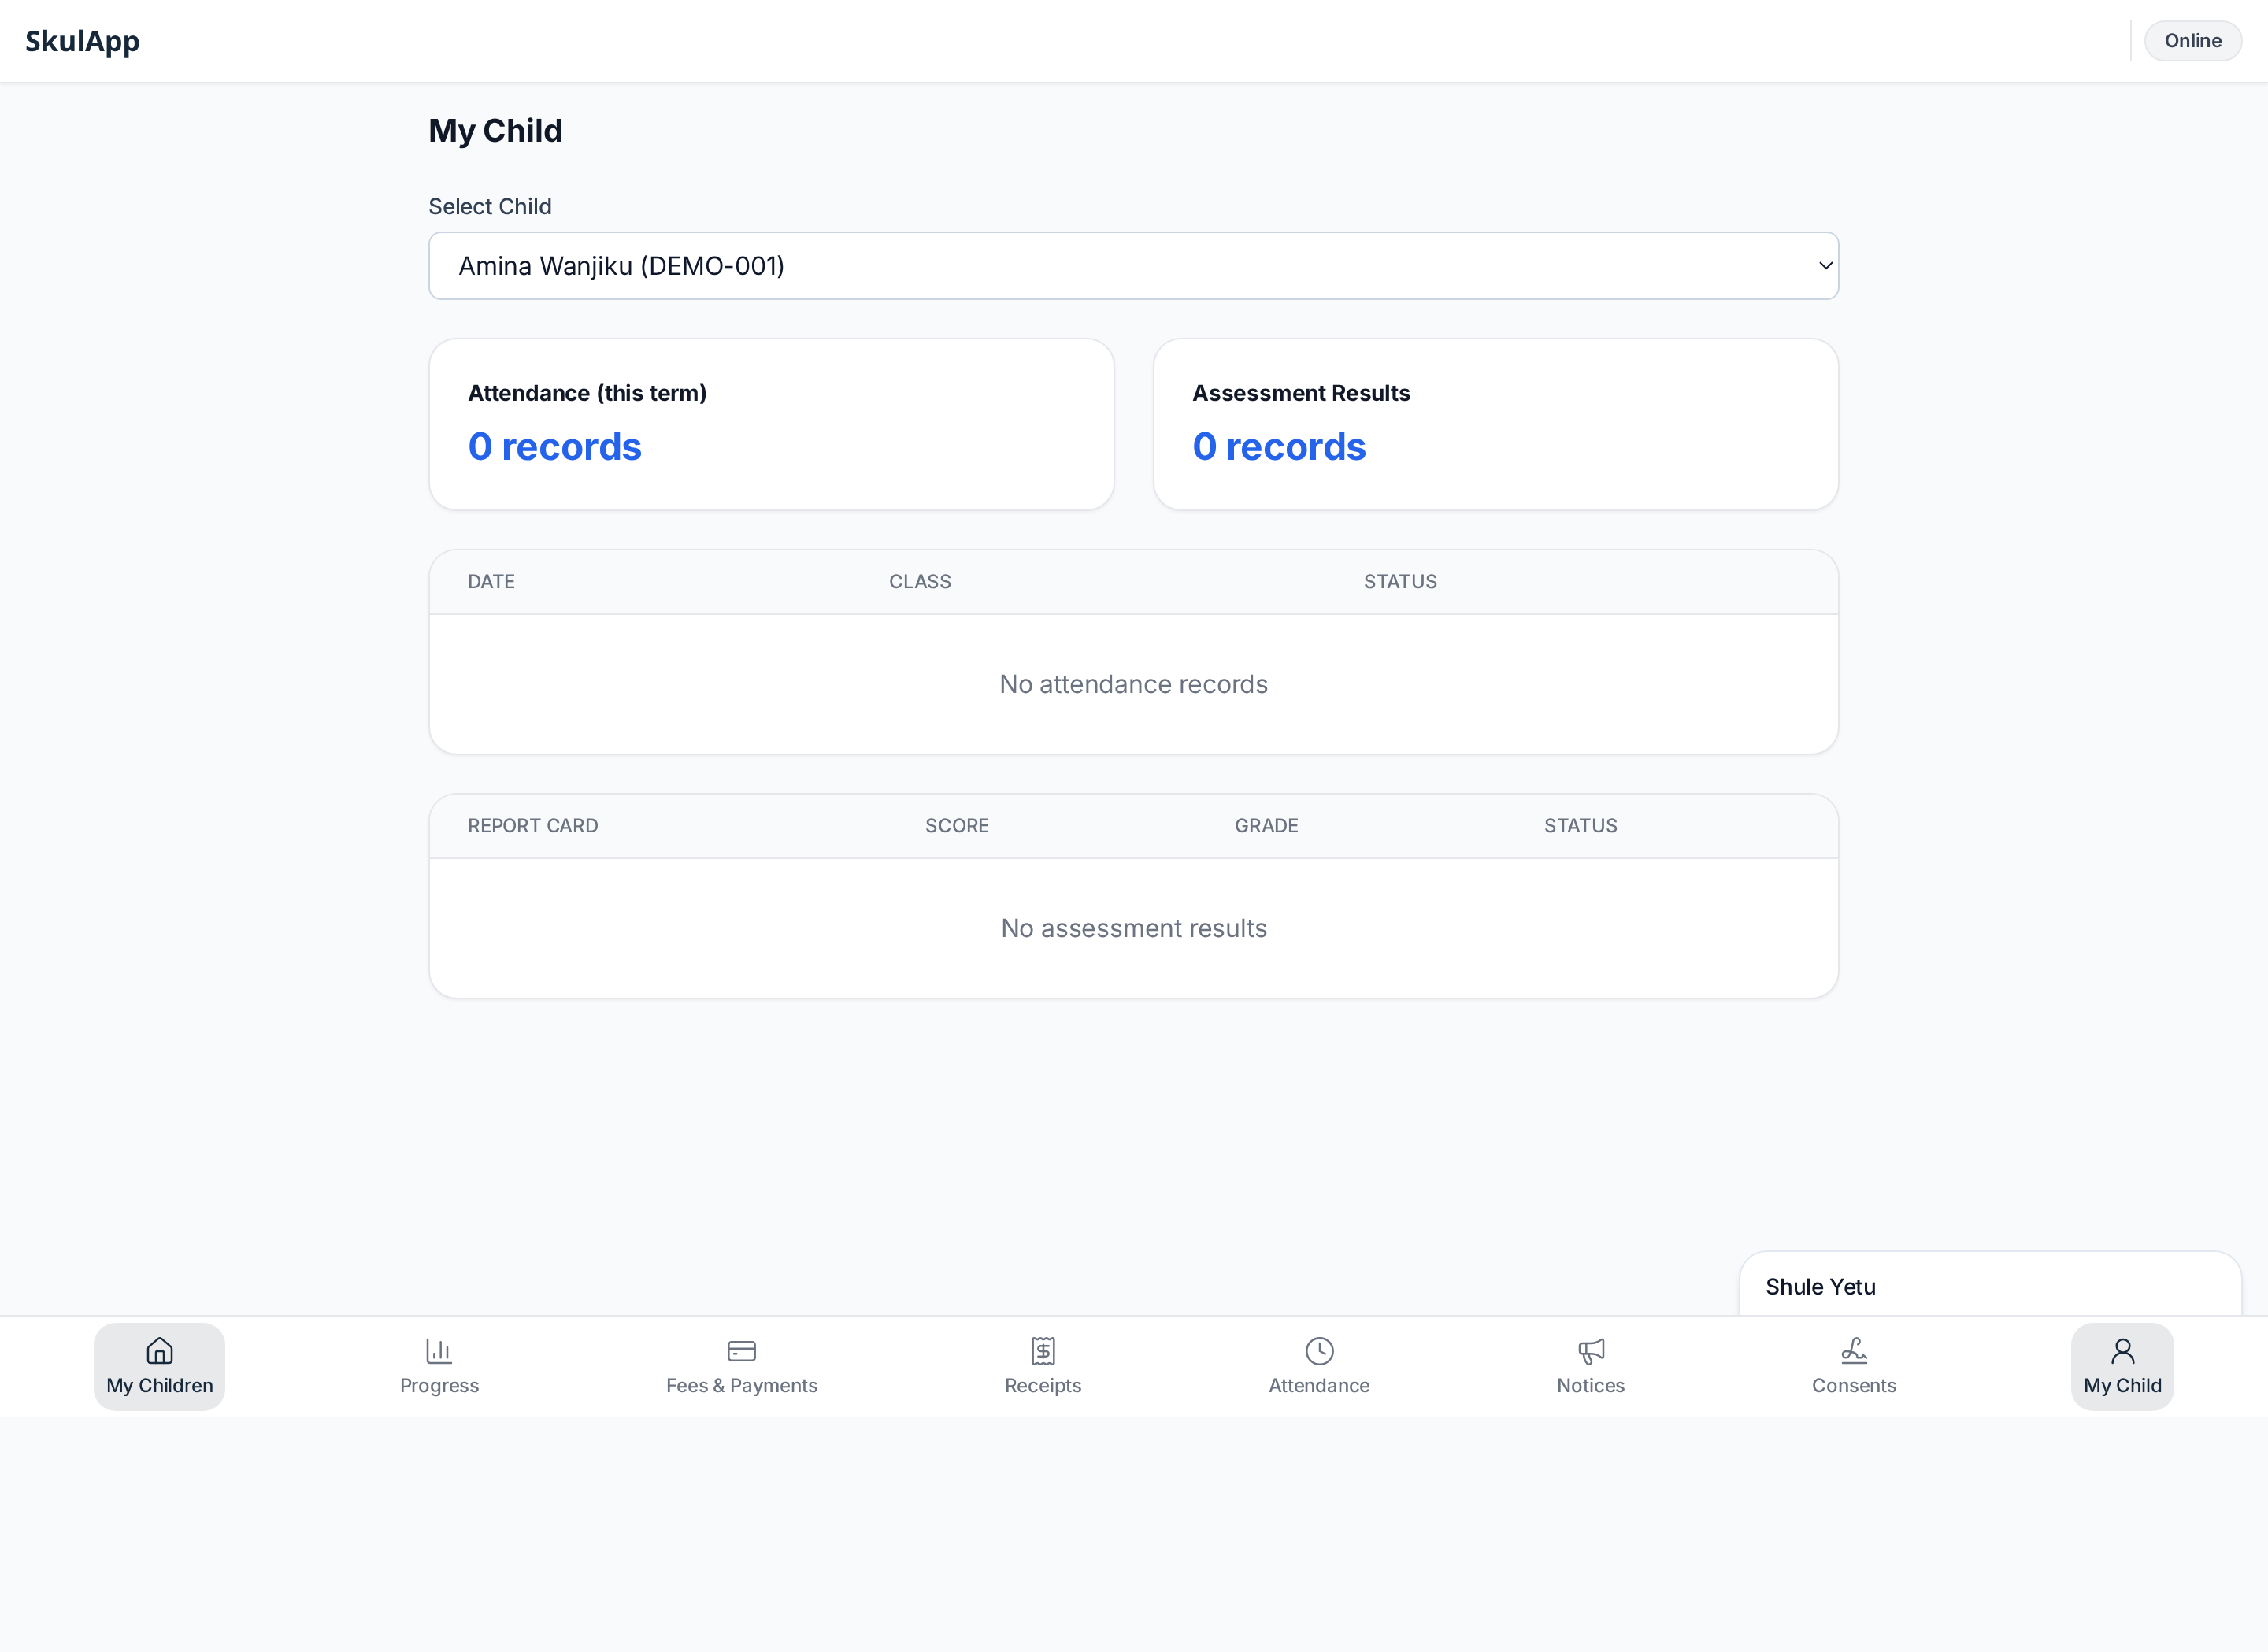 SkulApp
Online
My Child
Select Child
Amina Wanjiku (DEMO-001)
Attendance (this term)
0 records
Assessment Results
0 records
DATE CLASS STATUS
No attendance records
REPORT CARD SCORE GRADE STATUS
No assessment results
Shule Yetu
My Children Progress Fees & Payments Receipts Attendance Notices Consents My Child